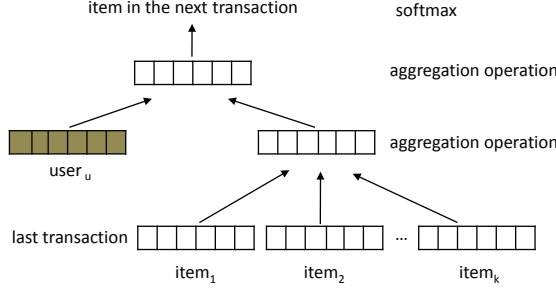 item in the next transaction softmax
aggregation operation
aggregation operation
user u
last transaction ...
item1 item2 itemk